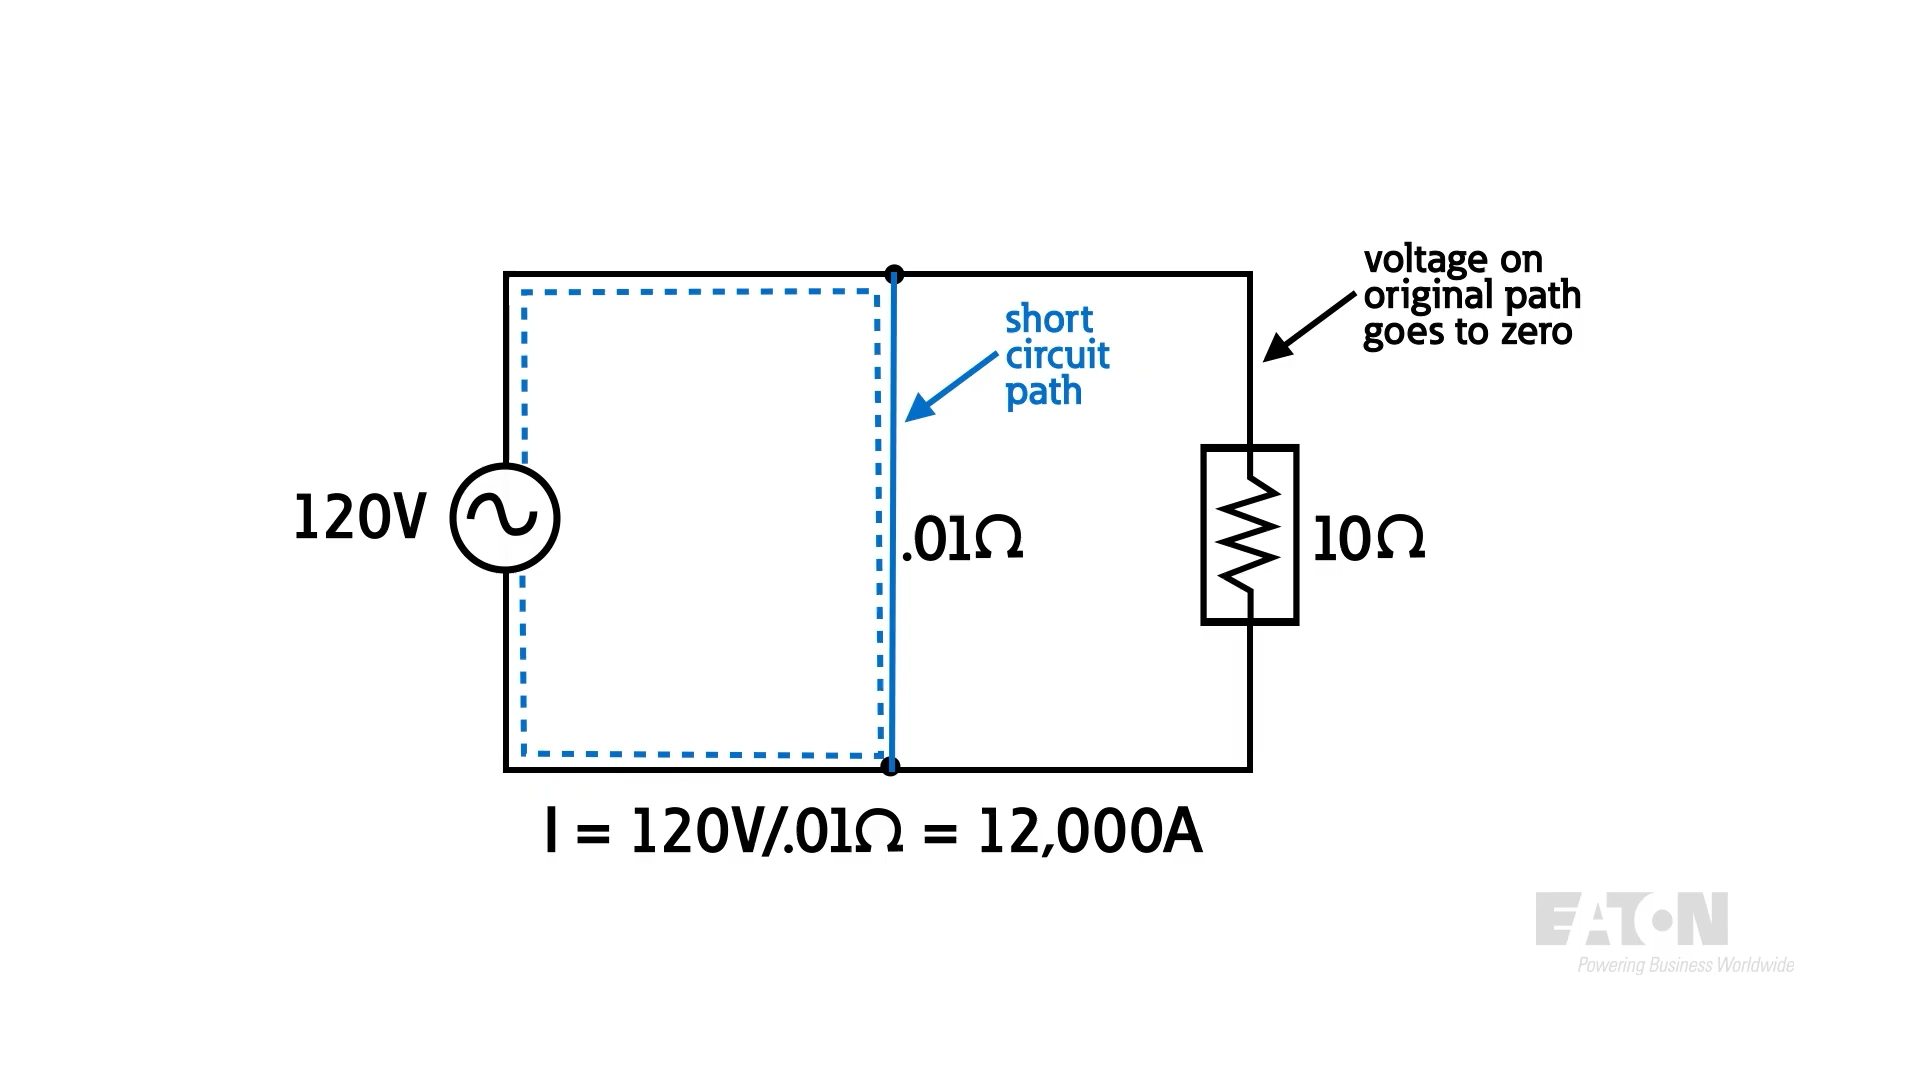 voltage on
original path
goes to zero
short
circuit
path
120V
.01Ω
10Ω
I = 120V/.01Ω = 12,000A
EATON
Powering Business Worldwide